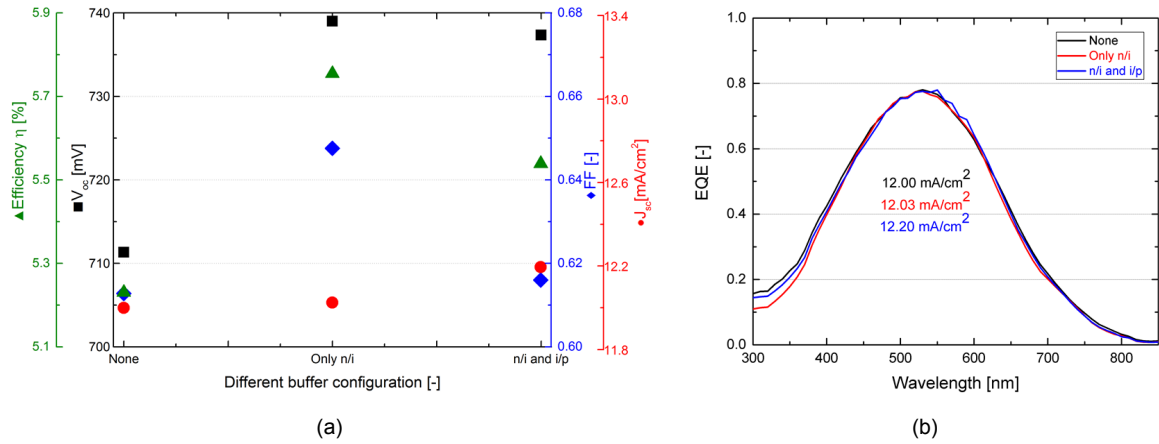 5.9
5.7
5.5
5.3
5.1
▲Efficiency η [%]
740
730
720
710
700
■ V_oc [mV]
None
Only n/i
n/i and i/p
Different buffer configuration [-]
0.68
0.66
0.64
0.62
0.60
◆FF [-]
13.4
13.0
12.6
12.2
11.8
●J_sc[mA/cm²]
(a)
1.0
0.8
0.6
0.4
0.2
0.0
EQE [-]
None
Only n/i
n/i and i/p
12.00 mA/cm²
12.03 mA/cm²
12.20 mA/cm²
300
400
500
600
700
800
Wavelength [nm]
(b)